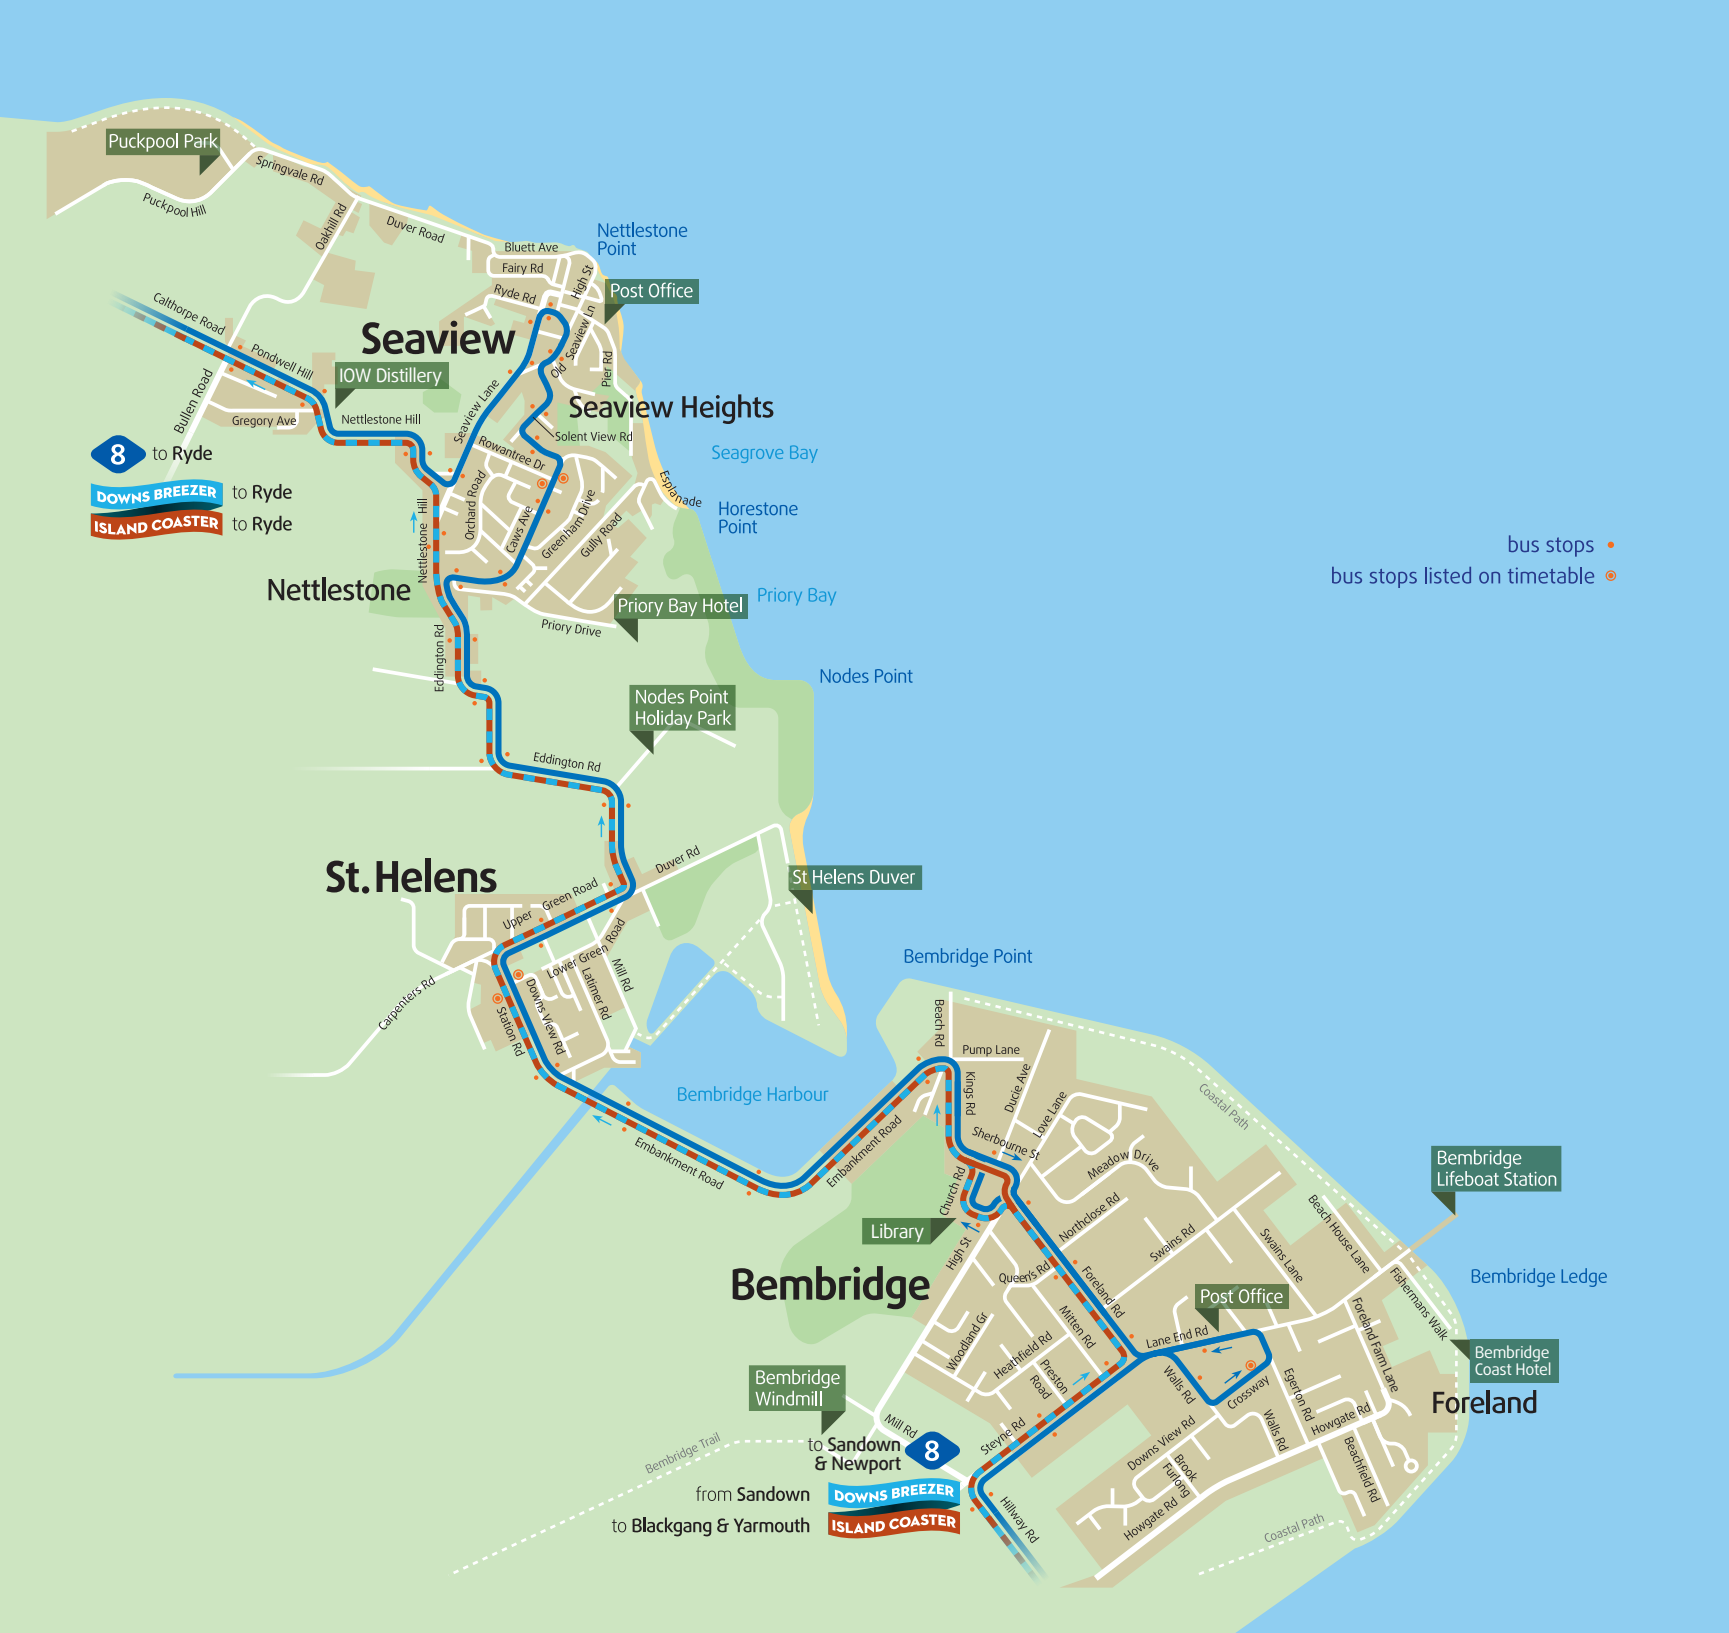 Puckpool Park
Springvale Rd
Puckpool Hill
Oakhill Rd
Duver Road
Bluett Ave
Fairy Rd
Ryde Rd
High St
Nettlestone
Point
Post Office
Calthorpe Road
Pondwell Hill
Seaview
IOW Distillery
Old
Seaview Ln
Pier Rd
Bullen Road
Gregory Ave
Nettlestone Hill
Seaview Lane
Seaview Heights
Solent View Rd
Rowantree Dr
Seagrove Bay
8 to Ryde
DOWNS BREEZER to Ryde
ISLAND COASTER to Ryde
Esplanade
Horestone
Point
Nettlestone Hill
Orchard Road
Caws Ave
Greenham Drive
Gully Road
bus stops
bus stops listed on timetable
Nettlestone
Priory Bay Hotel
Priory Bay
Priory Drive
Eddington Rd
Nodes Point
Nodes Point
Holiday Park
Eddington Rd
St. Helens
Duver Rd
St Helens Duver
Upper Green Road
Lower Green Road
Mill Rd
Latimer Rd
Downs View Rd
Station Rd
Carpenters Rd
Bembridge Point
Beach Rd
Pump Lane
Bembridge Harbour
Kings Rd
Ducie Ave
Love Lane
Coastal Path
Embankment Road
Embankment Road
Sherbourne St
Meadow Drive
Church Rd
Bembridge
Lifeboat Station
Library
High St
Northclose Rd
Swains Rd
Swains Lane
Beach House Lane
Fishermans Walk
Bembridge Ledge
Bembridge
Queen's Rd
Foreland Rd
Post Office
Mitten Rd
Lane End Rd
Foreland Farm Lane
Woodland Gr
Heathfield Rd
Preston
Road
Walls Rd
Crossway
Egerton Rd
Bembridge
Coast Hotel
Foreland
Bembridge
Windmill
Mill Rd
Steyne Rd
Howgate Rd
Walls Rd
Downs View Rd
Brook
Furlong
Beachfield Rd
Howgate Rd
Bembridge Trail
to Sandown
& Newport
8
from Sandown
DOWNS BREEZER
to Blackgang & Yarmouth
ISLAND COASTER
Hillway Rd
Coastal Path